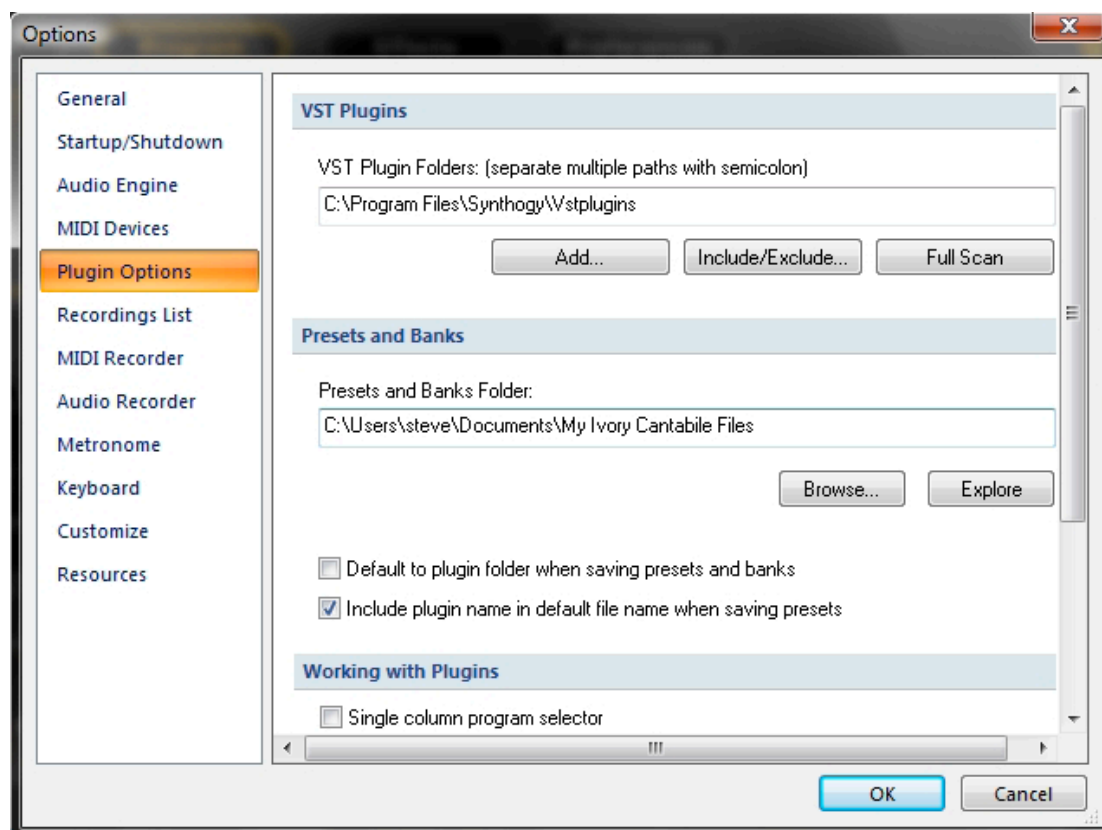 Options
General
Startup/Shutdown
Audio Engine
MIDI Devices
Plugin Options
Recordings List
MIDI Recorder
Audio Recorder
Metronome
Keyboard
Customize
Resources
VST Plugins
VST Plugin Folders: (separate multiple paths with semicolon)
C:\Program Files\Synthogy\Vstplugins
Add... Include/Exclude... Full Scan
Presets and Banks
Presets and Banks Folder:
C:\Users\steve\Documents\My Ivory Cantabile Files
Browse... Explore
Default to plugin folder when saving presets and banks
Include plugin name in default file name when saving presets
Working with Plugins
Single column program selector
OK Cancel